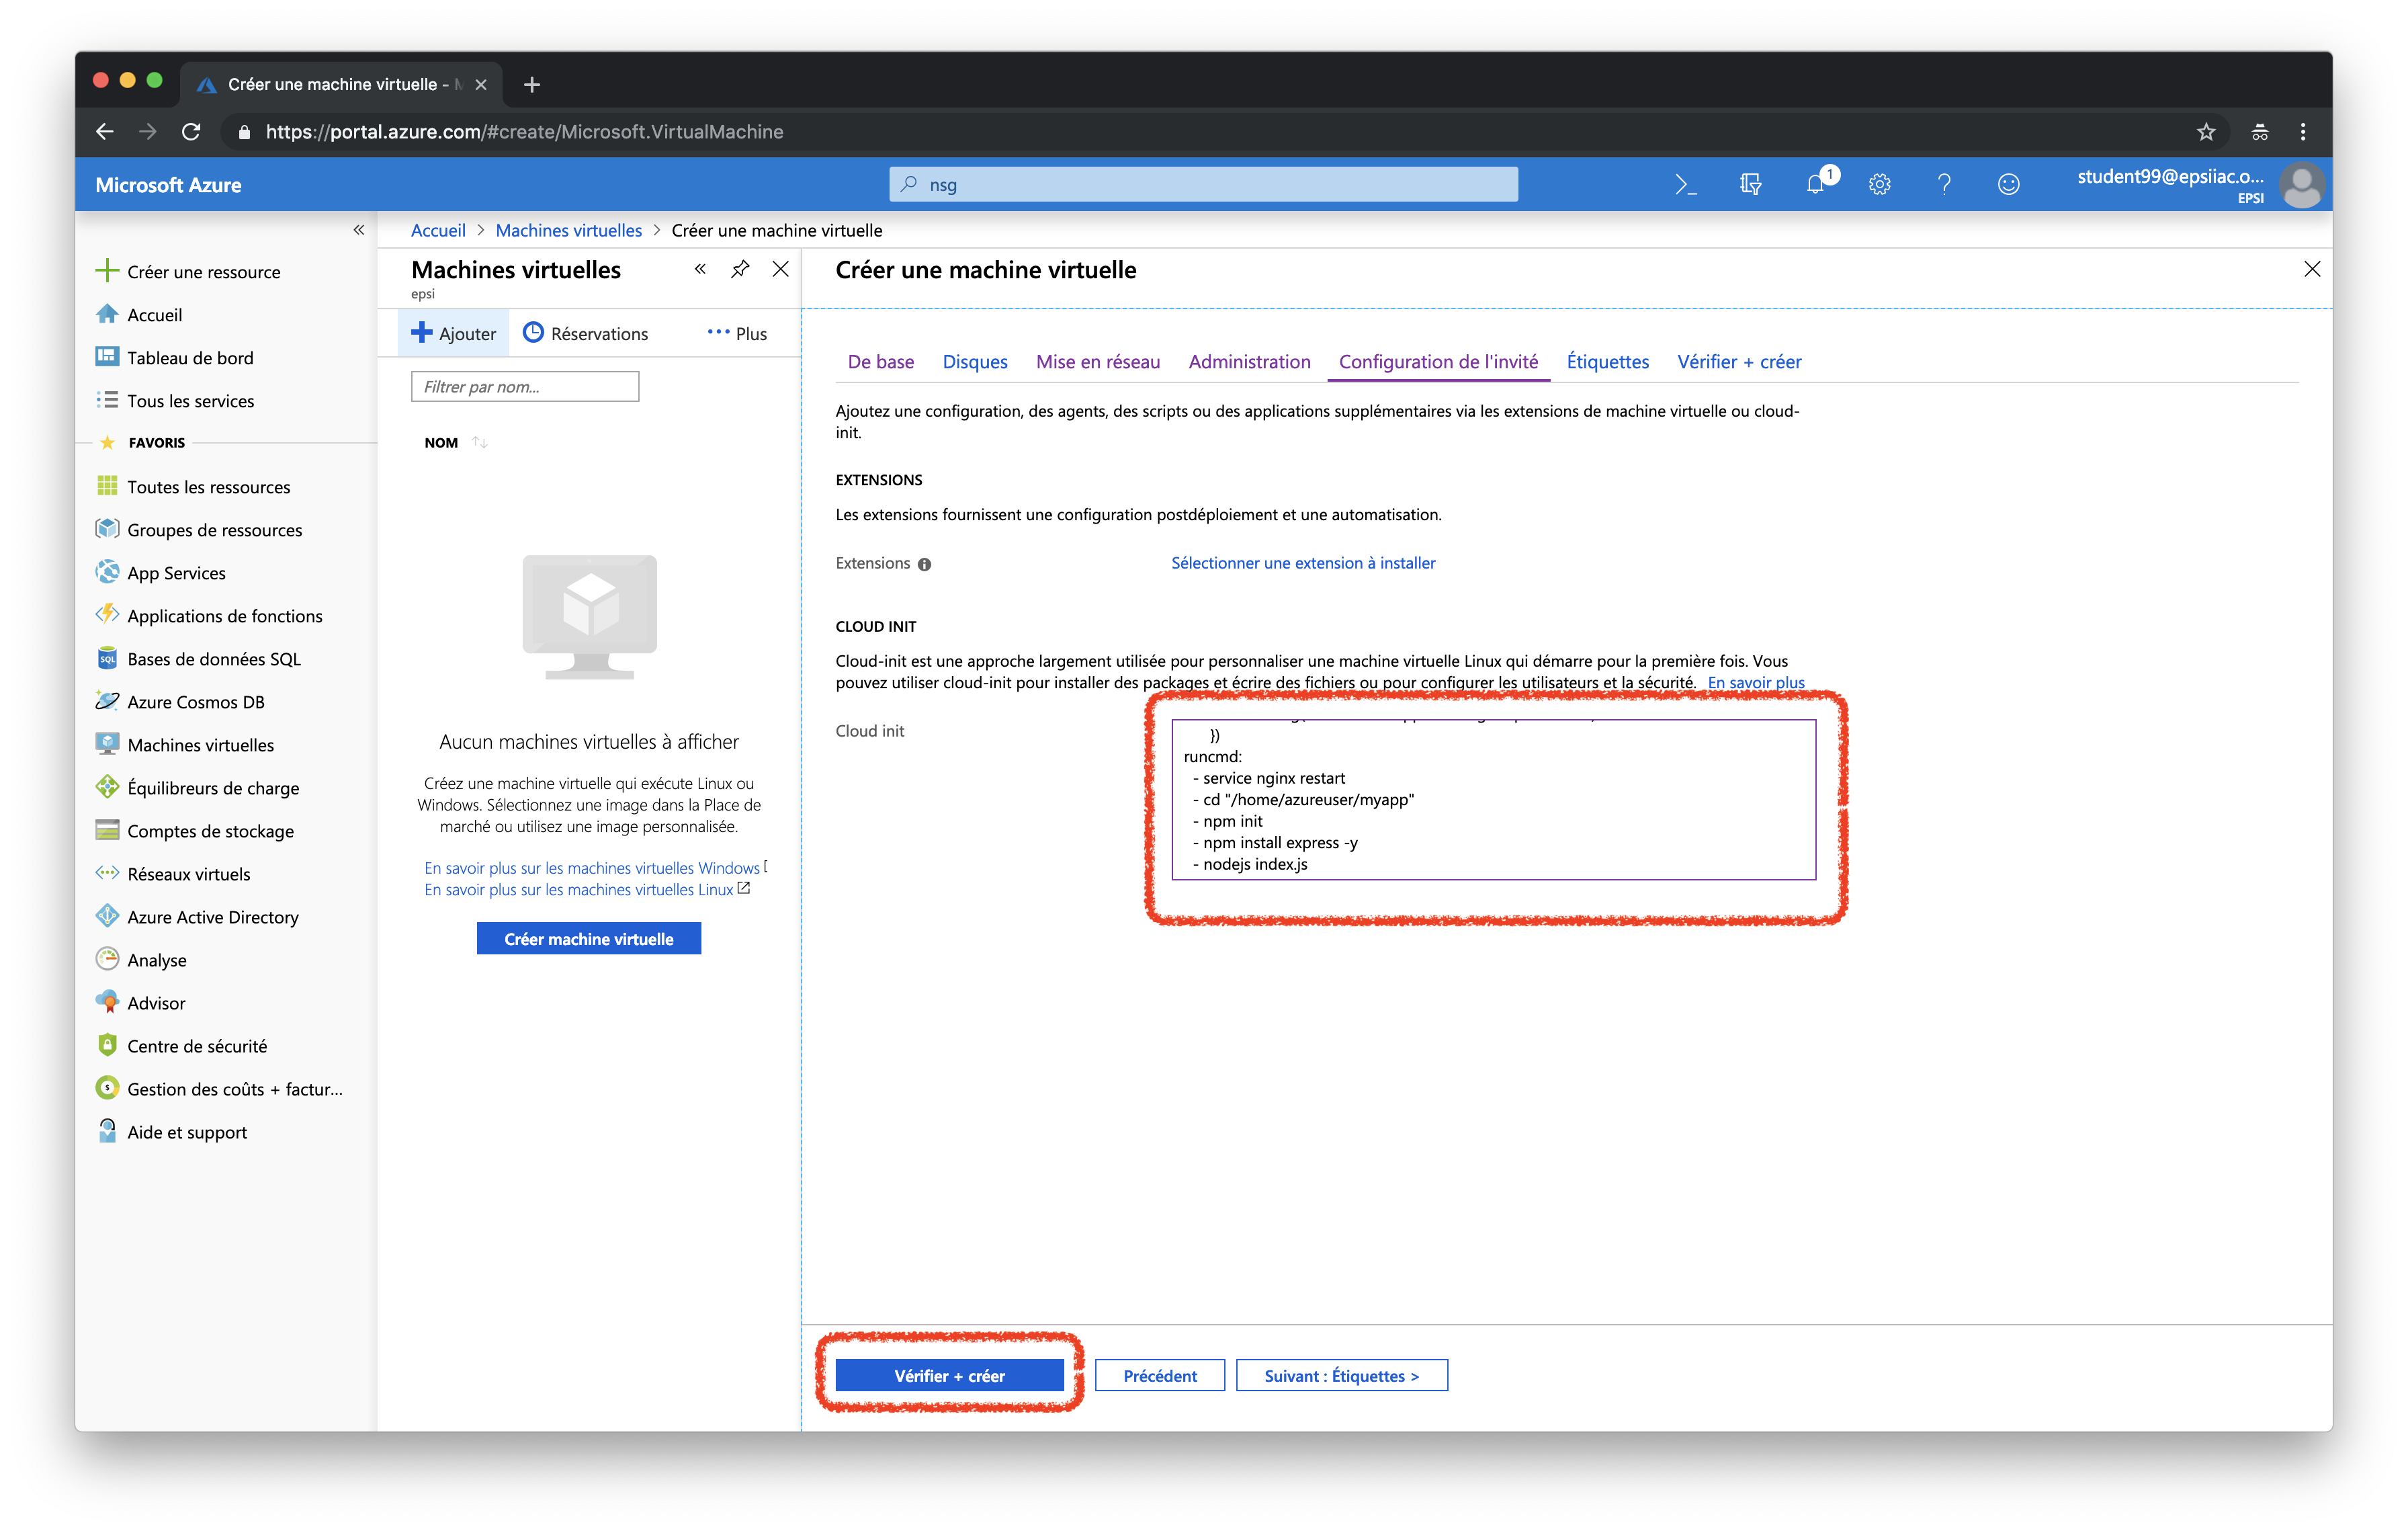 Créer une machine virtuelle -
https://portal.azure.com/#create/Microsoft.VirtualMachine
Microsoft Azure
nsg
1
student99@epsiiac.o...
EPSI
Créer une ressource
Accueil
Tableau de bord
Tous les services
FAVORIS
Toutes les ressources
Groupes de ressources
App Services
Applications de fonctions
SQL
Bases de données SQL
Azure Cosmos DB
Machines virtuelles
Équilibreurs de charge
Comptes de stockage
Réseaux virtuels
Azure Active Directory
Analyse
Advisor
Centre de sécurité
Gestion des coûts + factur...
Aide et support
Accueil > Machines virtuelles > Créer une machine virtuelle
Machines virtuelles
epsi
Ajouter
Réservations
Plus
Filtrer par nom...
NOM
Aucun machines virtuelles à afficher
Créez une machine virtuelle qui exécute Linux ou
Windows. Sélectionnez une image dans la Place de
marché ou utilisez une image personnalisée.
En savoir plus sur les machines virtuelles Windows
En savoir plus sur les machines virtuelles Linux
Créer machine virtuelle
Créer une machine virtuelle
De base Disques Mise en réseau Administration Configuration de l'invité Étiquettes Vérifier + créer
Ajoutez une configuration, des agents, des scripts ou des applications supplémentaires via les extensions de machine virtuelle ou cloud-
init.
EXTENSIONS
Les extensions fournissent une configuration postdéploiement et une automatisation.
Extensions
Sélectionner une extension à installer
CLOUD INIT
Cloud-init est une approche largement utilisée pour personnaliser une machine virtuelle Linux qui démarre pour la première fois. Vous
pouvez utiliser cloud-init pour installer des packages et écrire des fichiers ou pour configurer les utilisateurs et la sécurité. En savoir plus
Cloud init
})
runcmd:
- service nginx restart
- cd "/home/azureuser/myapp"
- npm init
- npm install express -y
- nodejs index.js
Vérifier + créer
Précédent
Suivant : Étiquettes >